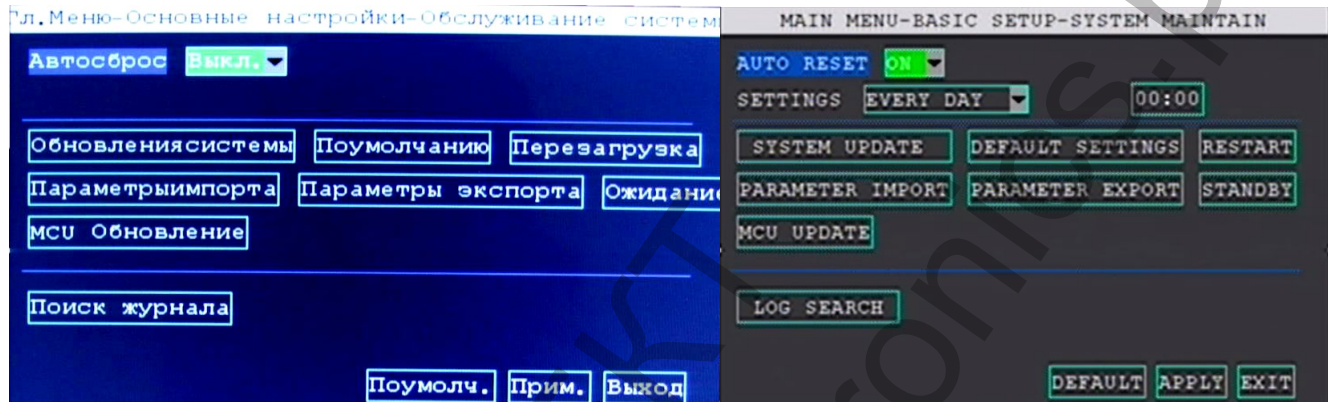 Гл.Меню-Основные настройки-Обслуживание систем
Автосброс Выкл.
Обновлениясистемы Поумолчанию Перезагрузка
Параметрыимпорта Параметры экспорта Ожидание
MCU Обновление
Поиск журнала
Поумолч. Прим. Выход
MAIN MENU-BASIC SETUP-SYSTEM MAINTAIN
AUTO RESET ON
SETTINGS EVERY DAY 00:00
SYSTEM UPDATE DEFAULT SETTINGS RESTART
PARAMETER IMPORT PARAMETER EXPORT STANDBY
MCU UPDATE
LOG SEARCH
DEFAULT APPLY EXIT